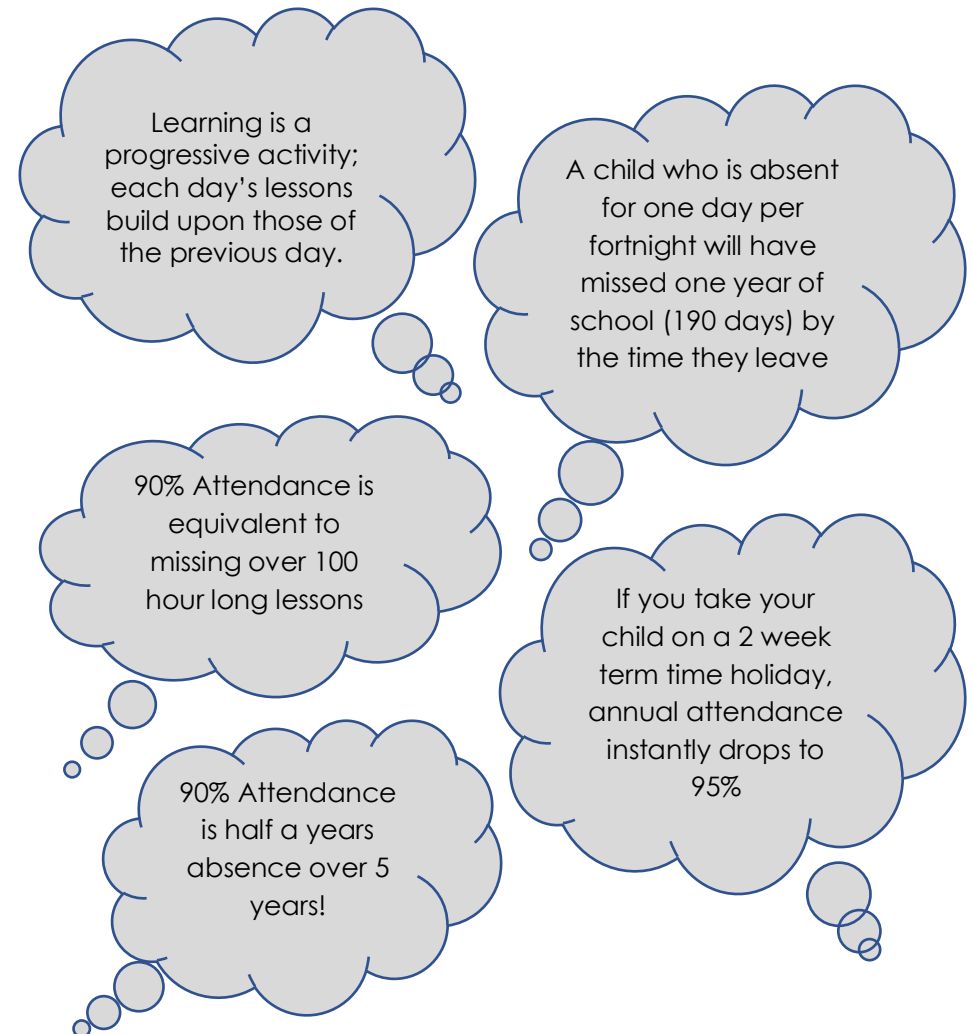 Learning is a
progressive activity;
each day’s lessons
build upon those of
the previous day.
A child who is absent
for one day per
fortnight will have
missed one year of
school (190 days) by
the time they leave
90% Attendance is
equivalent to
missing over 100
hour long lessons
If you take your
child on a 2 week
term time holiday,
annual attendance
instantly drops to
95%
90% Attendance
is half a years
absence over 5
years!